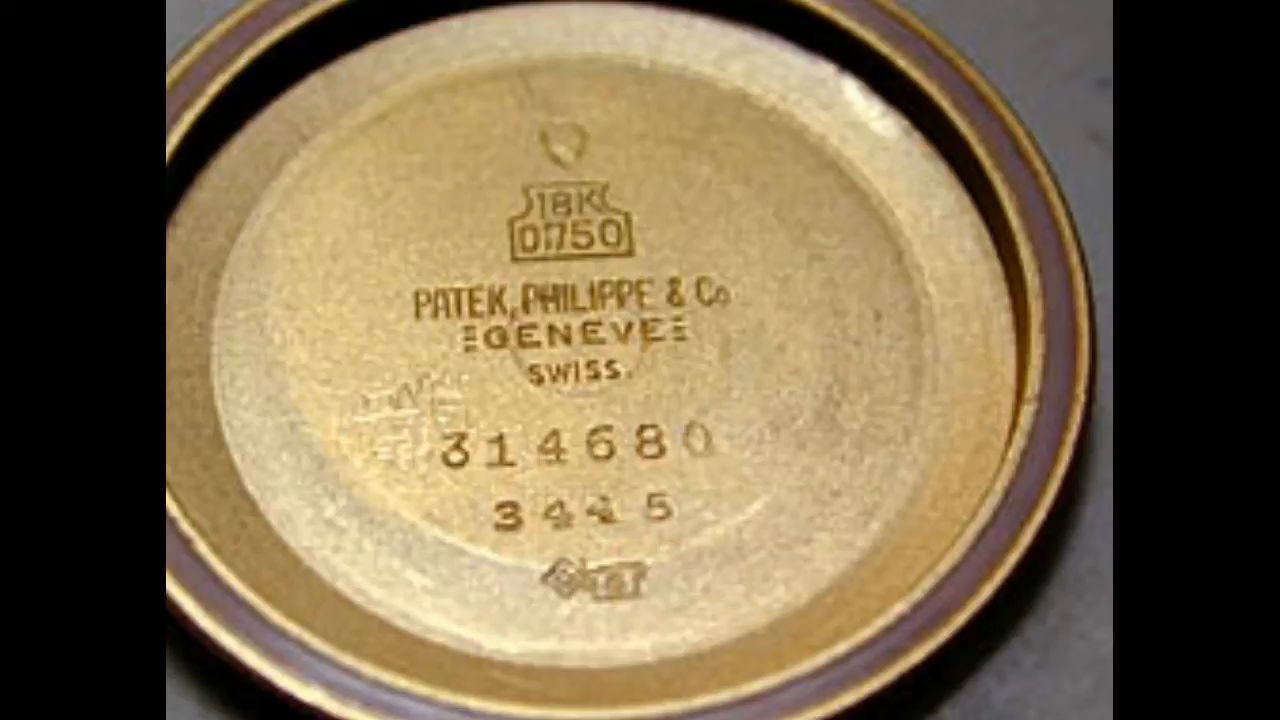 18K
0.750
PATEK, PHILIPPE & Co
GENEVE
SWISS.
314680
3445